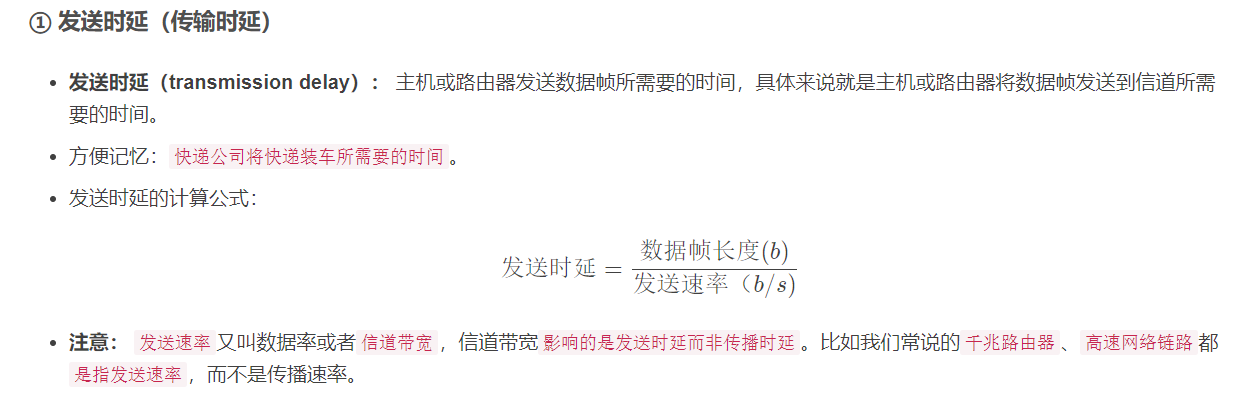 ① 发送时延（传输时延）
• 发送时延（transmission delay）： 主机或路由器发送数据帧所需要的时间，具体来说就是主机或路由器将数据帧发送到信道所需
要的时间。
• 方便记忆：快递公司将快递装车所需要的时间。
• 发送时延的计算公式：
发送时延 = 数据帧长度(b)
发送速率（b/s)
• 注意： 发送速率又叫数据率或者信道带宽，信道带宽影响的是发送时延而非传播时延。比如我们常说的千兆路由器、高速网络链路都
是指发送速率，而不是传播速率。